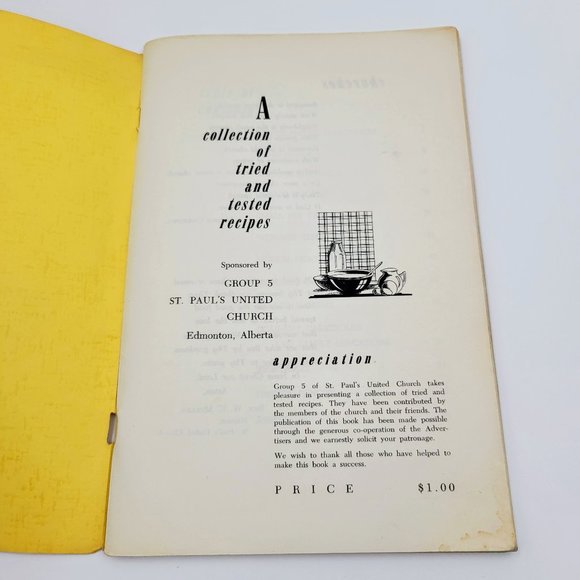 A
collection
of
tried
and
tested
recipes
Sponsored by
GROUP 5
ST. PAUL'S UNITED
CHURCH
Edmonton, Alberta
appreciation
Group 5 of St. Paul's United Church takes
pleasure in presenting a collection of tried and
tested recipes. They have been contributed by
the members of the church and their friends. The
publication of this book has been made possible
through the generous co-operation of the Adver-
tisers and we earnestly solicit your patronage.
We wish to thank all those who have helped to
make this book a success.
PRICE $1.00